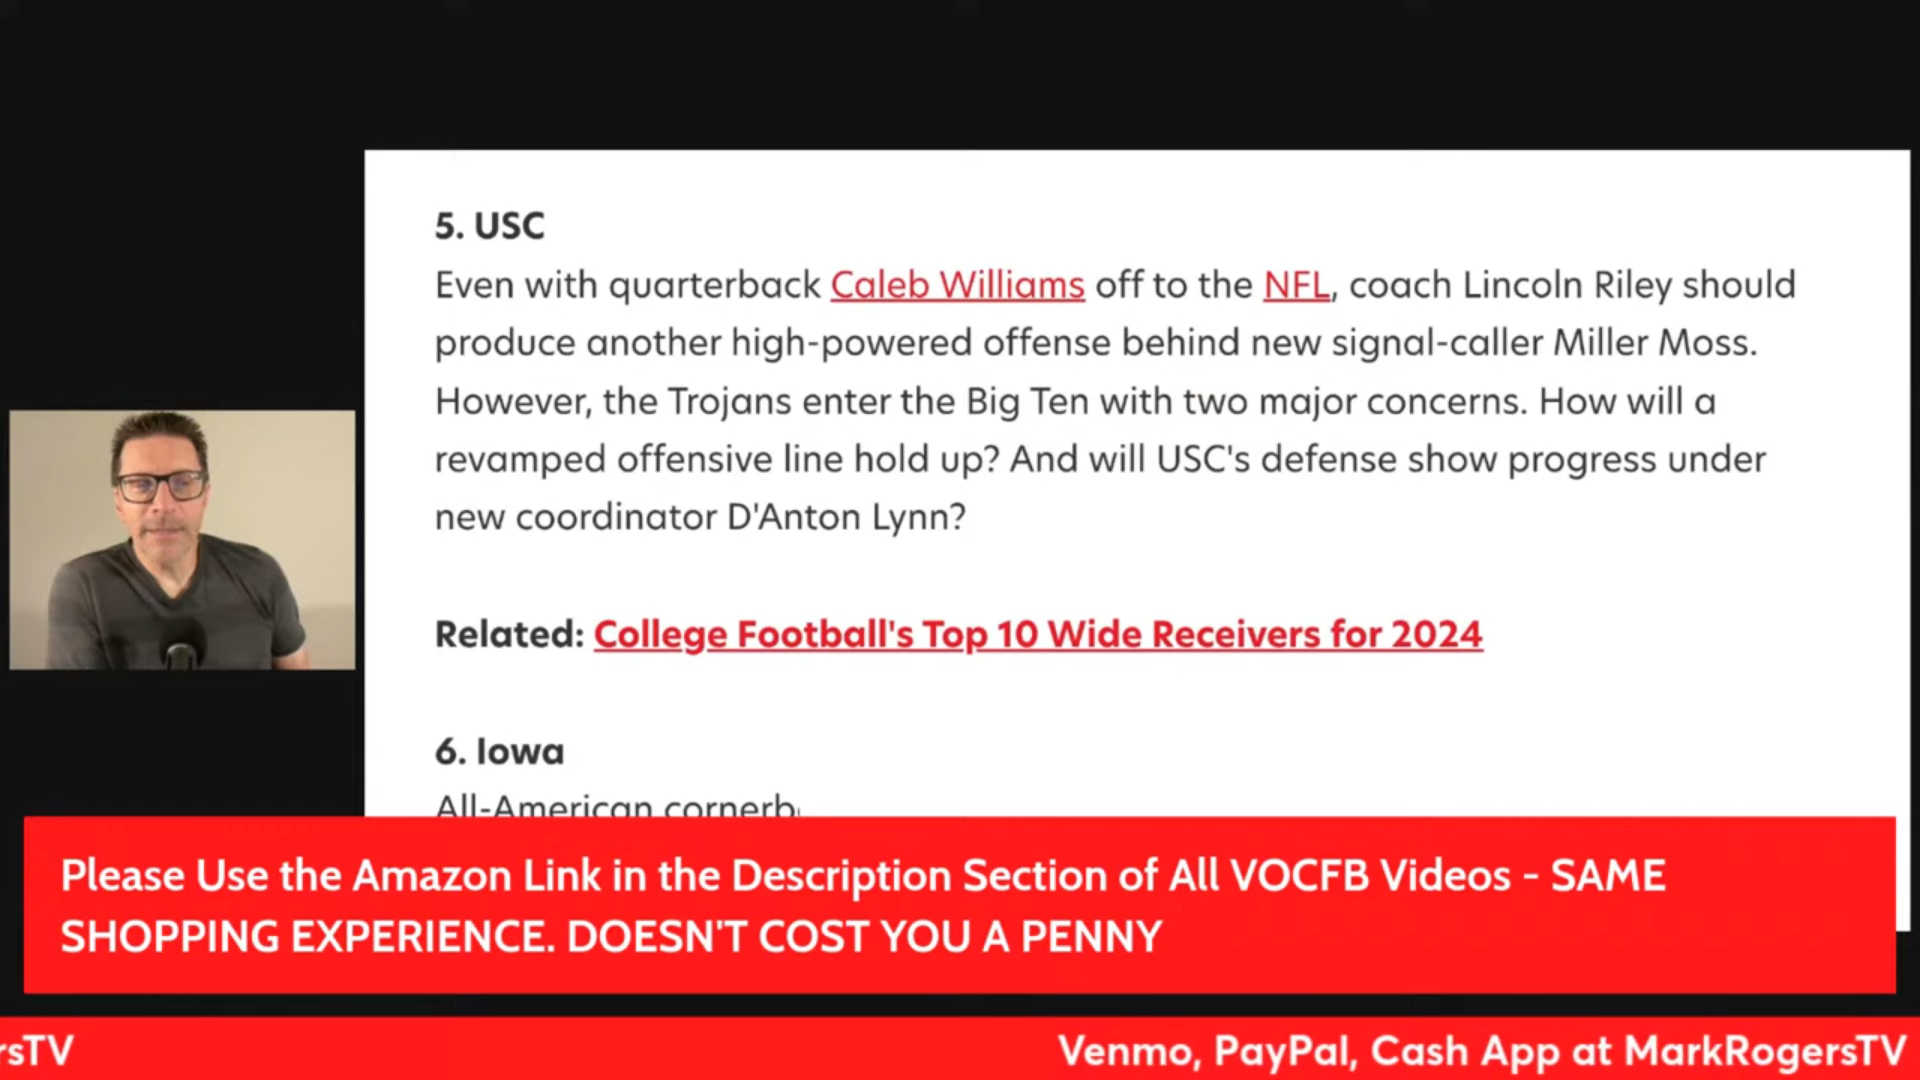 5. USC
Even with quarterback Caleb Williams off to the NFL, coach Lincoln Riley should
produce another high-powered offense behind new signal-caller Miller Moss.
However, the Trojans enter the Big Ten with two major concerns. How will a
revamped offensive line hold up? And will USC's defense show progress under
new coordinator D'Anton Lynn?
Related: College Football's Top 10 Wide Receivers for 2024
6. Iowa
All-American cornerb
Please Use the Amazon Link in the Description Section of All VOCFB Videos - SAME
SHOPPING EXPERIENCE. DOESN'T COST YOU A PENNY
rsTV
Venmo, PayPal, Cash App at MarkRogersTV